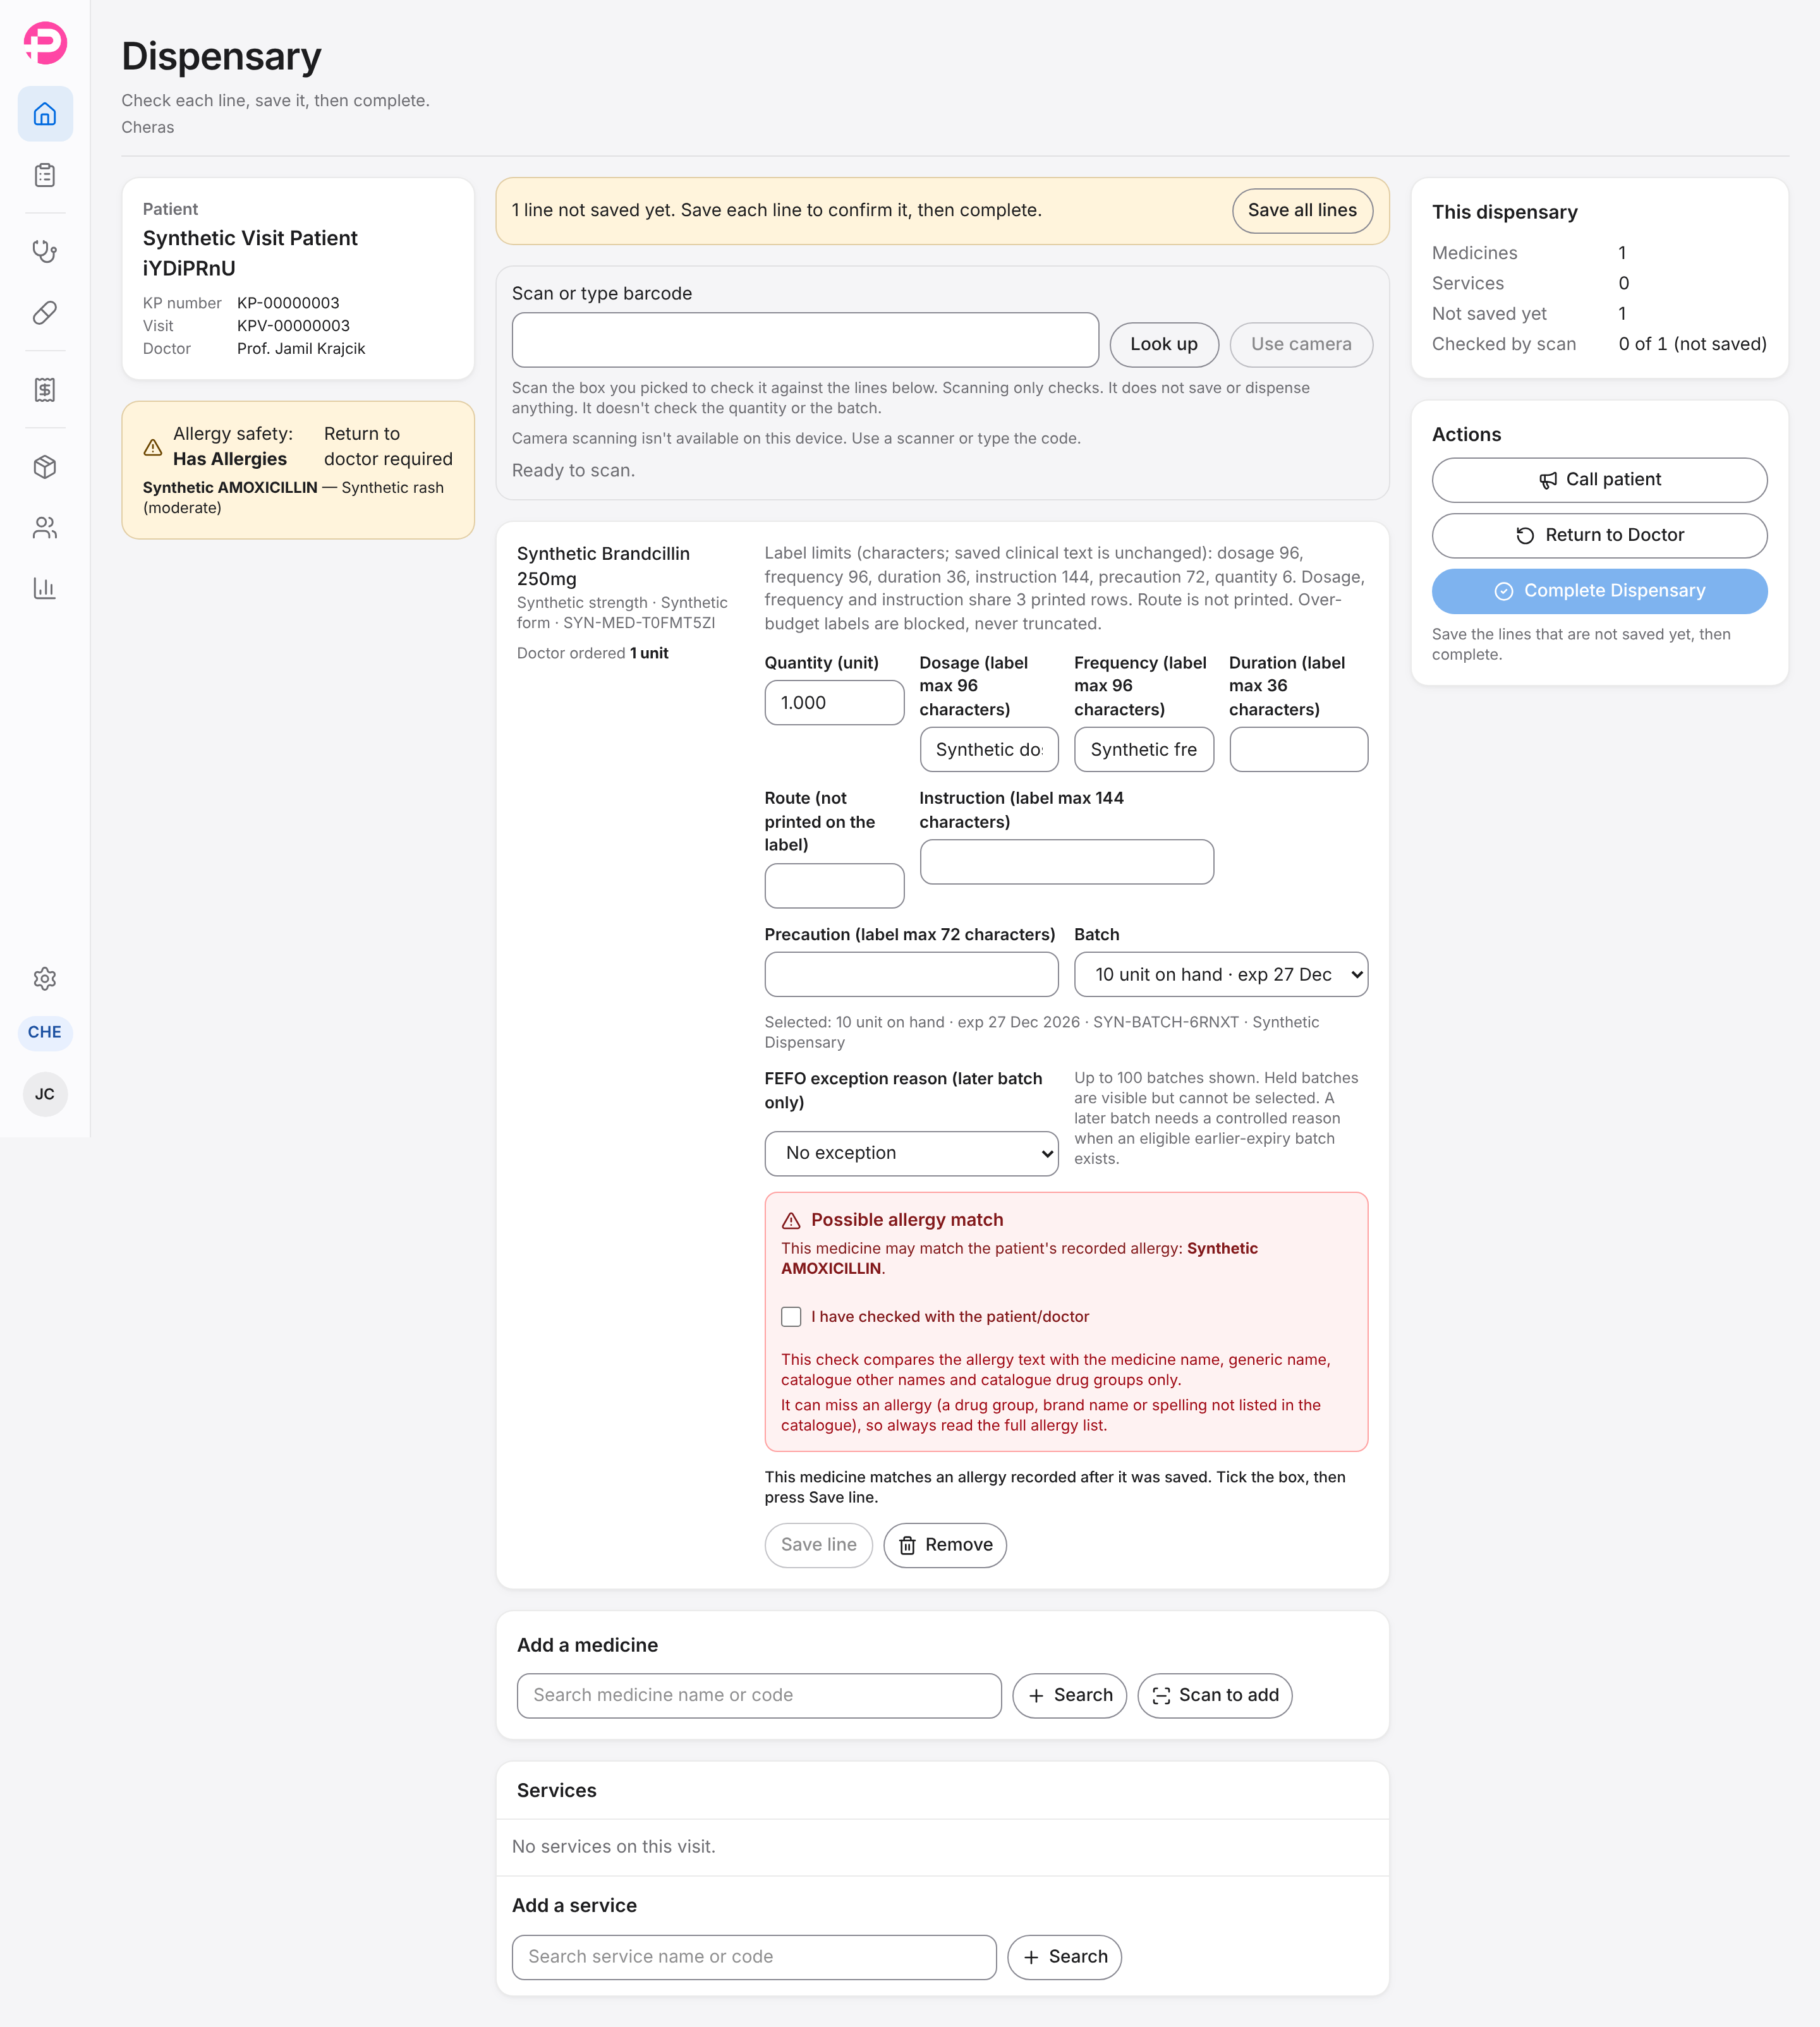 Dispensary
Check each line, save it, then complete.
Cheras
CHE
JC
Patient
Synthetic Visit Patient
iYDiPRnU
KP number KP-00000003
Visit KPV-00000003
Doctor Prof. Jamil Krajcik
Allergy safety:
Has Allergies
Return to
doctor required
Synthetic AMOXICILLIN — Synthetic rash
(moderate)
1 line not saved yet. Save each line to confirm it, then complete.
Save all lines
Scan or type barcode
Look up
Use camera
Scan the box you picked to check it against the lines below. Scanning only checks. It does not save or dispense
anything. It doesn't check the quantity or the batch.
Camera scanning isn't available on this device. Use a scanner or type the code.
Ready to scan.
Synthetic Brandcillin
250mg
Synthetic strength · Synthetic
form · SYN-MED-T0FMT5ZI
Doctor ordered 1 unit
Label limits (characters; saved clinical text is unchanged): dosage 96,
frequency 96, duration 36, instruction 144, precaution 72, quantity 6. Dosage,
frequency and instruction share 3 printed rows. Route is not printed. Over-
budget labels are blocked, never truncated.
Quantity (unit)
1.000
Dosage (label
max 96
characters)
Synthetic do
Frequency (label
max 96
characters)
Synthetic fre
Duration (label
max 36
characters)
Route (not
printed on the
label)
Instruction (label max 144
characters)
Precaution (label max 72 characters)
Batch
10 unit on hand · exp 27 Dec
Selected: 10 unit on hand · exp 27 Dec 2026 · SYN-BATCH-6RNXT · Synthetic
Dispensary
FEFO exception reason (later batch
only)
No exception
Up to 100 batches shown. Held batches
are visible but cannot be selected. A
later batch needs a controlled reason
when an eligible earlier-expiry batch
exists.
Possible allergy match
This medicine may match the patient's recorded allergy: Synthetic
AMOXICILLIN.
I have checked with the patient/doctor
This check compares the allergy text with the medicine name, generic name,
catalogue other names and catalogue drug groups only.
It can miss an allergy (a drug group, brand name or spelling not listed in the
catalogue), so always read the full allergy list.
This medicine matches an allergy recorded after it was saved. Tick the box, then
press Save line.
Save line
Remove
Add a medicine
Search medicine name or code
Search
Scan to add
Services
No services on this visit.
Add a service
Search service name or code
Search
This dispensary
Medicines 1
Services 0
Not saved yet 1
Checked by scan 0 of 1 (not saved)
Actions
Call patient
Return to Doctor
Complete Dispensary
Save the lines that are not saved yet, then
complete.